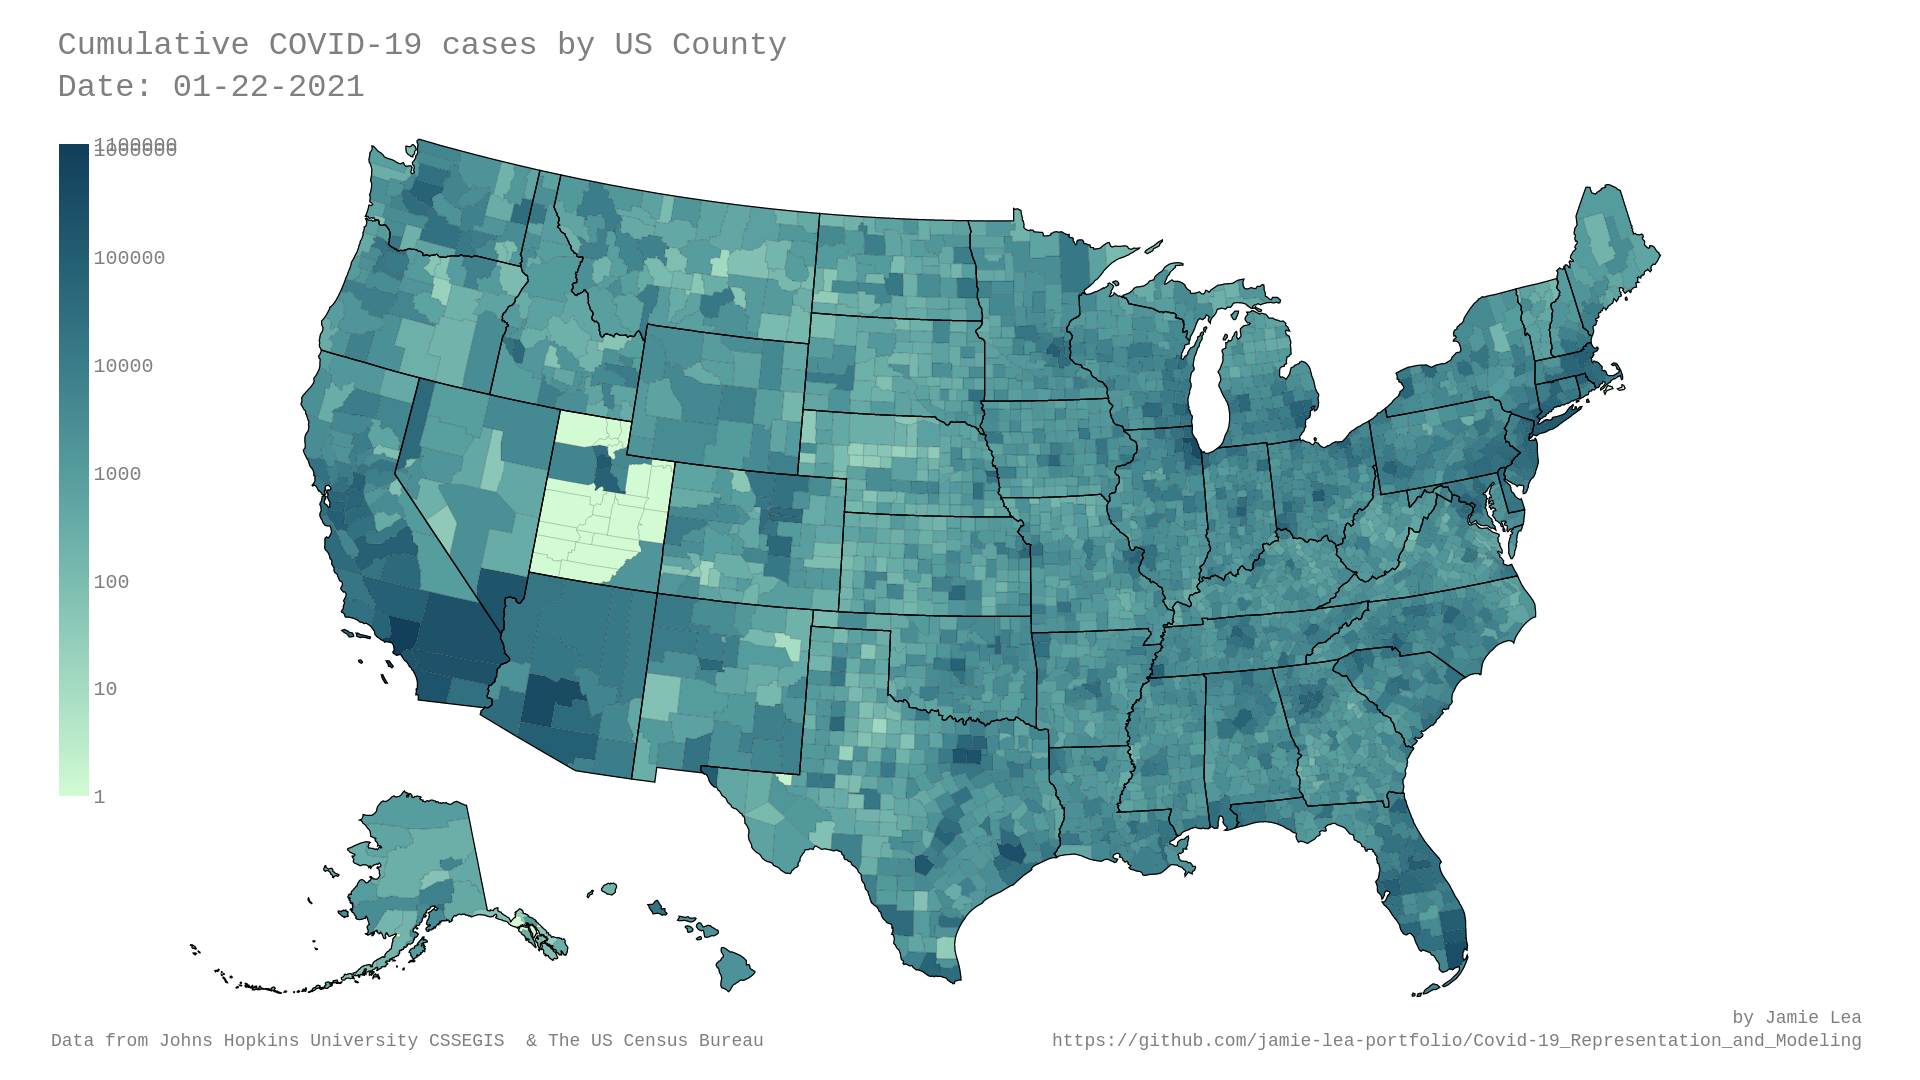 Cumulative COVID-19 cases by US County
Date: 01-22-2021
1100000
1000000
100000
10000
1000
100
10
1
by Jamie Lea
Data from Johns Hopkins University CSSEGIS  & The US Census Bureau
https://github.com/jamie-lea-portfolio/Covid-19_Representation_and_Modeling